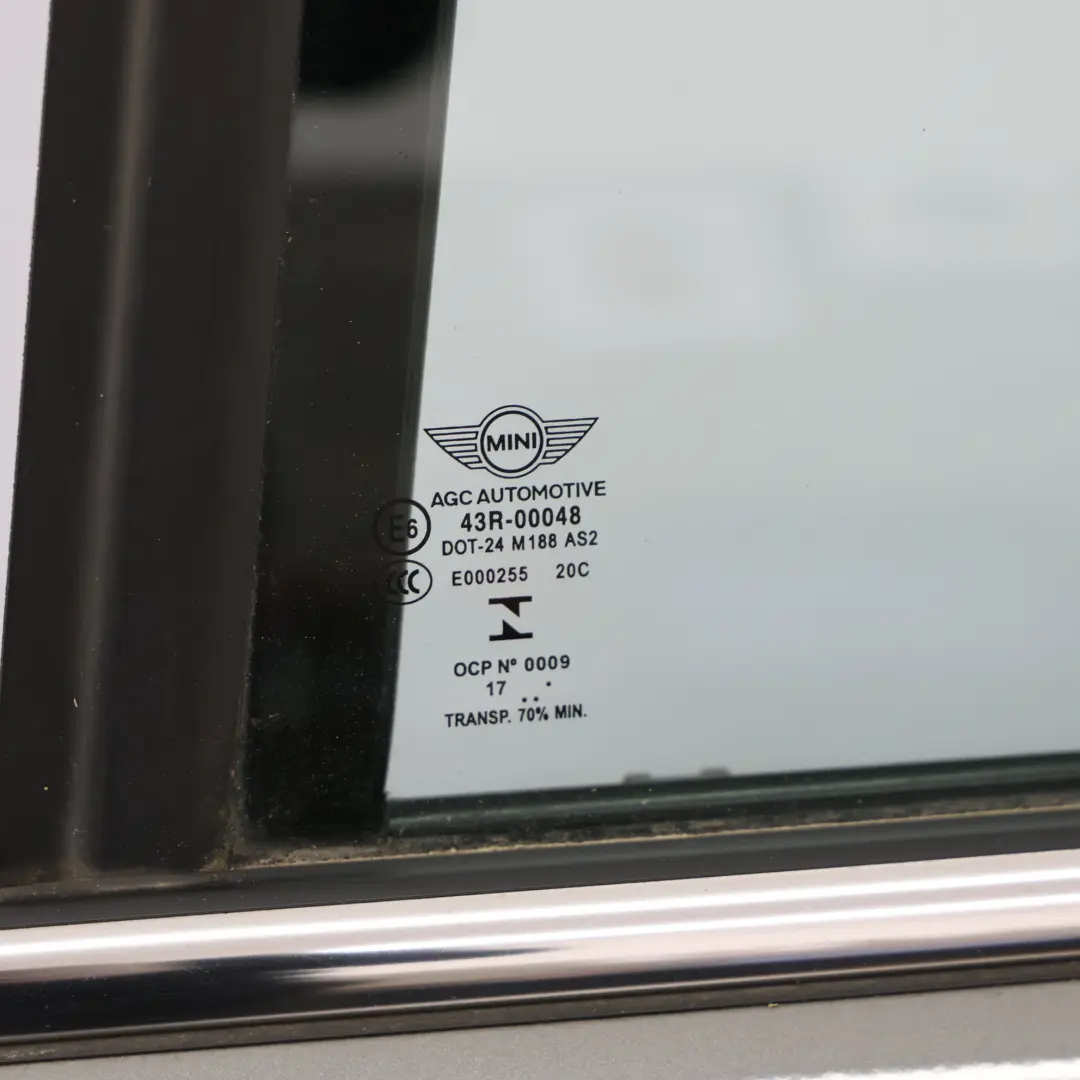 MINI
AGC AUTOMOTIVE
E6 43R-00048
DOT-24 M188 AS2
CCC E000255 20C
OCP Nº 0009
17 . . .
TRANSP. 70% MIN.